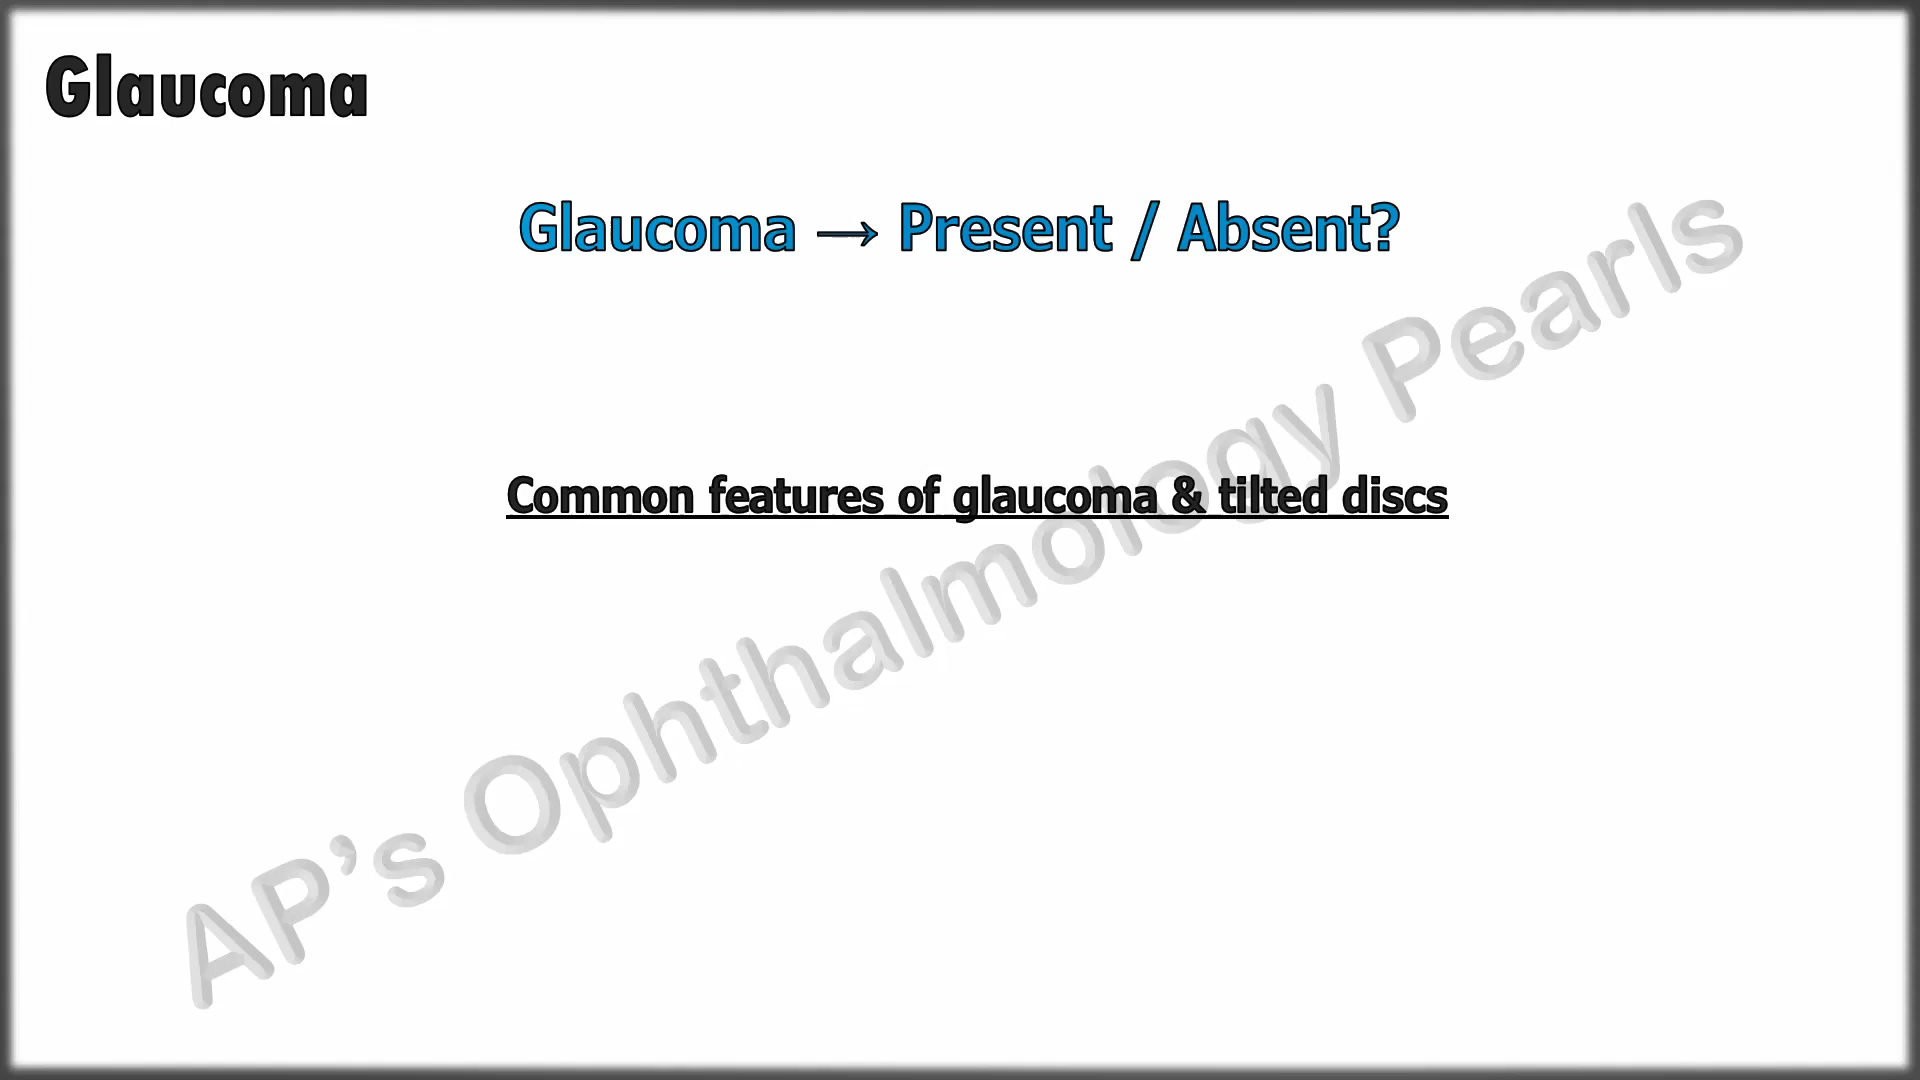 Glaucoma
Glaucoma → Present / Absent?
Common features of glaucoma & tilted discs
AP’s Ophthalmology Pearls